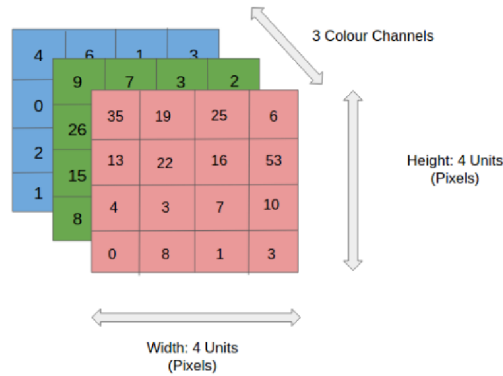 3 Colour Channels
4 6 1 3
0
2
1
9 7 3 2
26
15
8
35 19 25 6
13 22 16 53
4 3 7 10
0 8 1 3
Height: 4 Units
(Pixels)
Width: 4 Units
(Pixels)